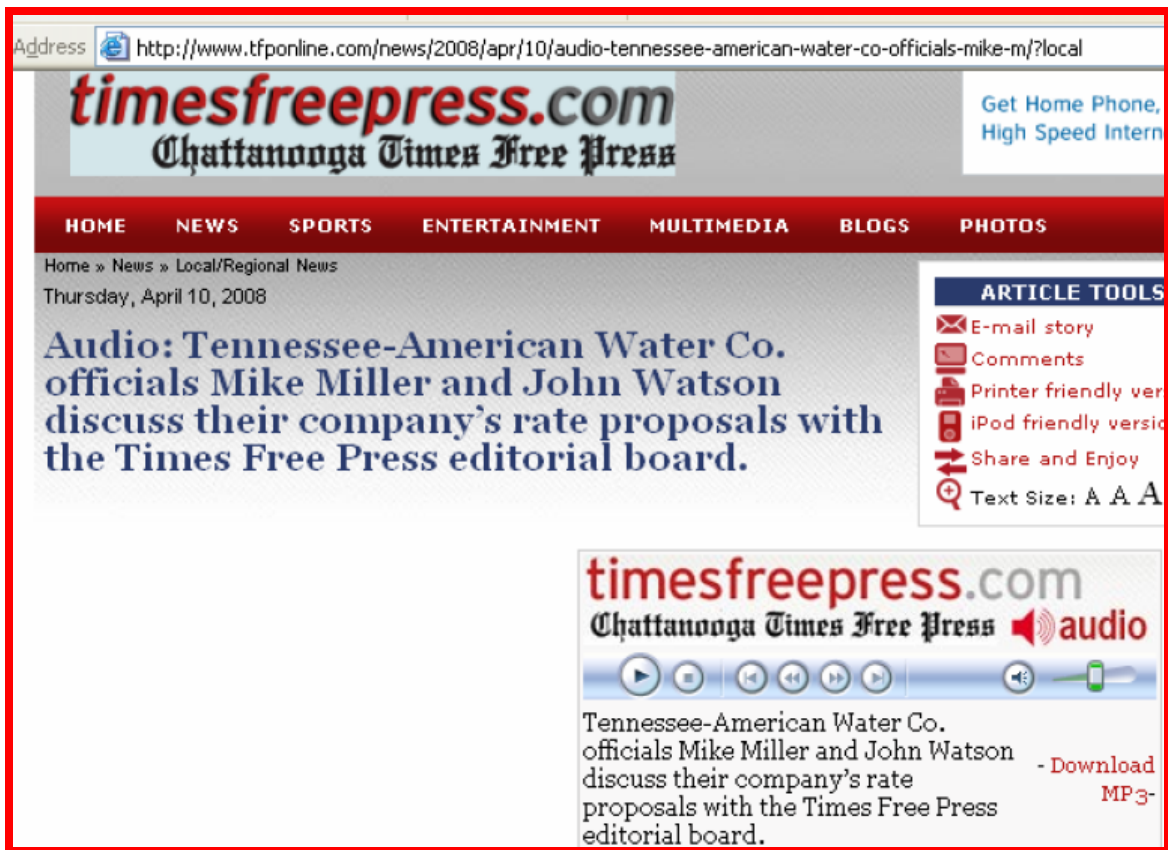 Address http://www.tfponline.com/news/2008/apr/10/audio-tennessee-american-water-co-officials-mike-m/?local
timesfreepress.com
Chattanooga Times Free Press
Get Home Phone,
High Speed Intern
HOME NEWS SPORTS ENTERTAINMENT MULTIMEDIA BLOGS PHOTOS
Home » News » Local/Regional News
Thursday, April 10, 2008
Audio: Tennessee-American Water Co.
officials Mike Miller and John Watson
discuss their company's rate proposals with
the Times Free Press editorial board.
ARTICLE TOOLS
E-mail story
Comments
Printer friendly ver
iPod friendly versio
Share and Enjoy
Text Size: A A A
timesfreepress.com
Chattanooga Times Free Press audio
Tennessee-American Water Co.
officials Mike Miller and John Watson
discuss their company's rate
proposals with the Times Free Press
editorial board.
- Download
MP3-